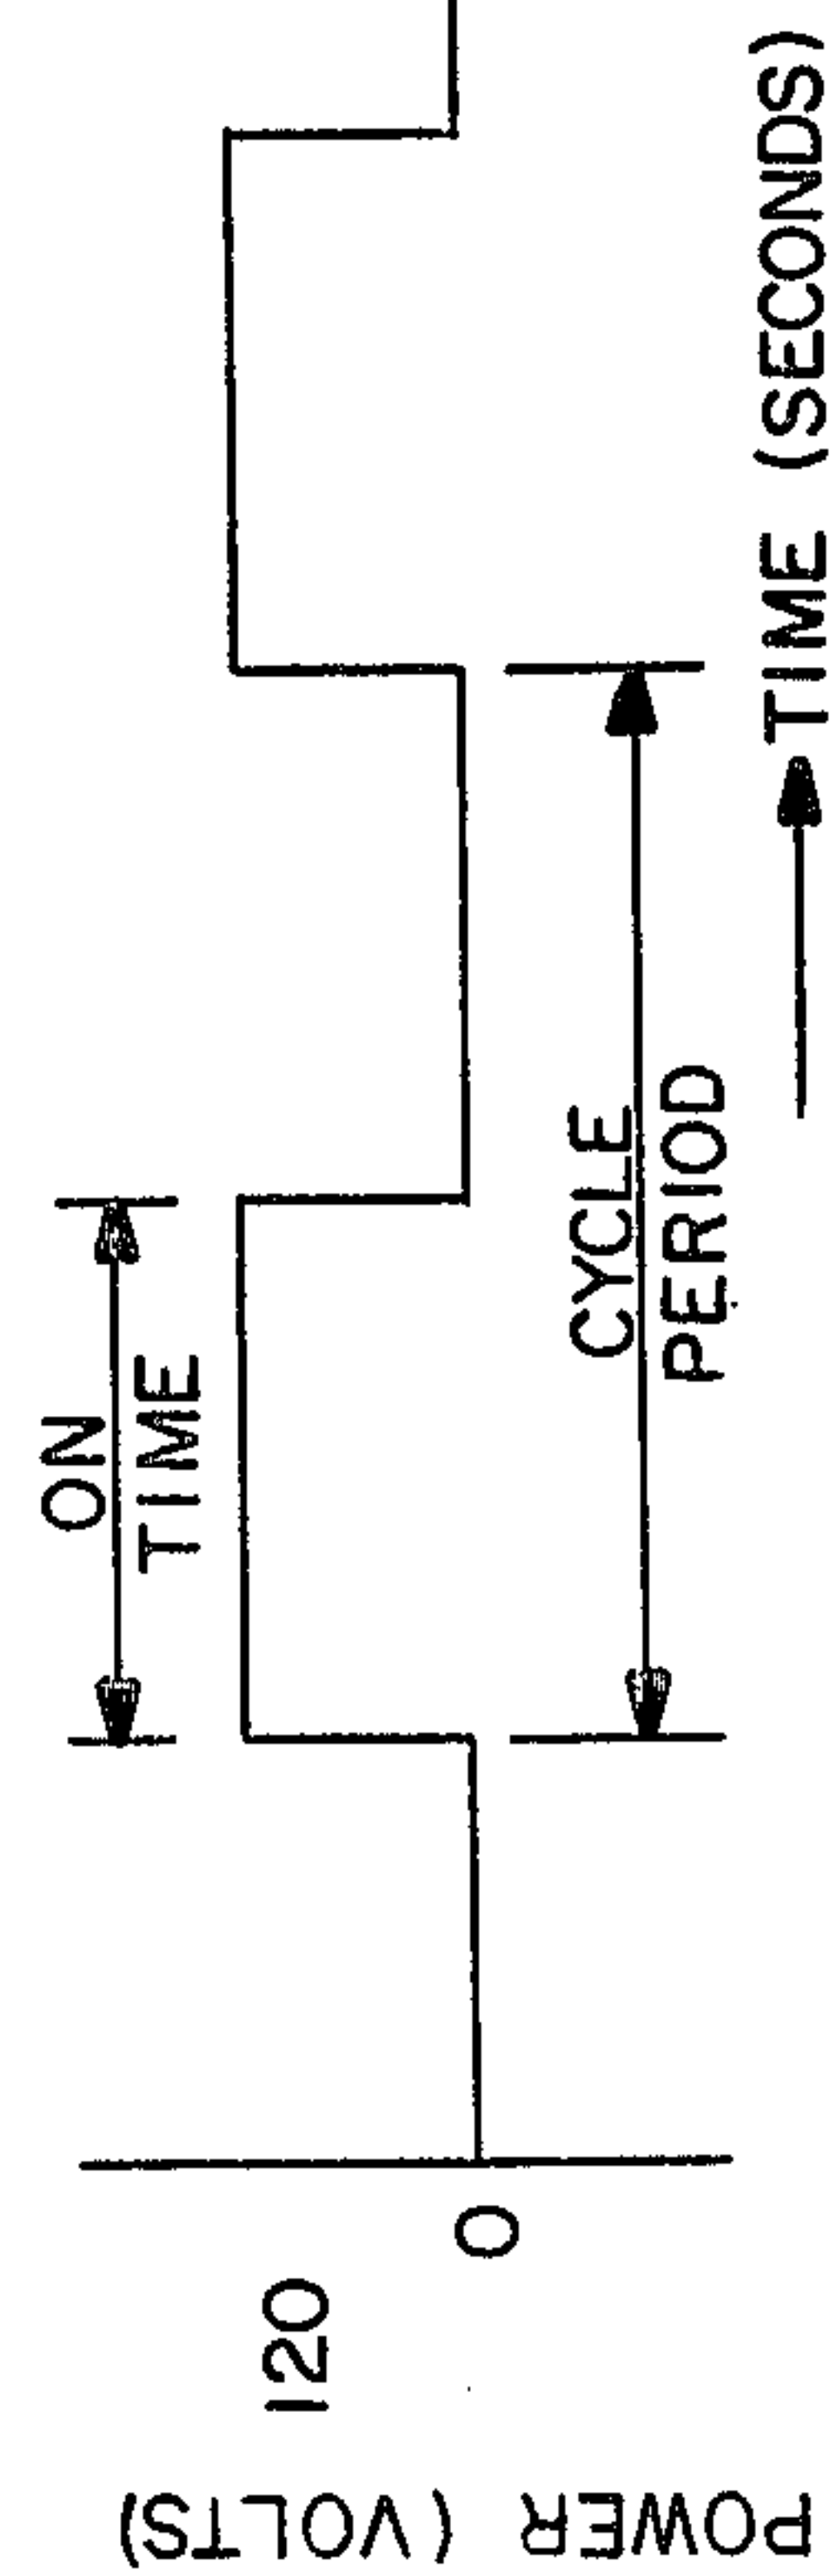 ON
TIME
120
0
POWER (VOLTS)
CYCLE
PERIOD
TIME (SECONDS)